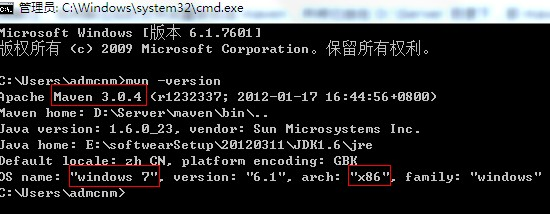 管理员: C:\Windows\system32\cmd.exe
Microsoft Windows [版本 6.1.7601]
版权所有 (c) 2009 Microsoft Corporation。保留所有权利。
C:\Users\admcnm>mvn -version
Apache Maven 3.0.4 (r1232337; 2012-01-17 16:44:56+0800)
Maven home: D:\Server\maven\bin\..
Java version: 1.6.0_23, vendor: Sun Microsystems Inc.
Java home: E:\softwearSetup\20120311\JDK1.6\jre
Default locale: zh_CN, platform encoding: GBK
OS name: "windows 7", version: "6.1", arch: "x86", family: "windows"
C:\Users\admcnm>